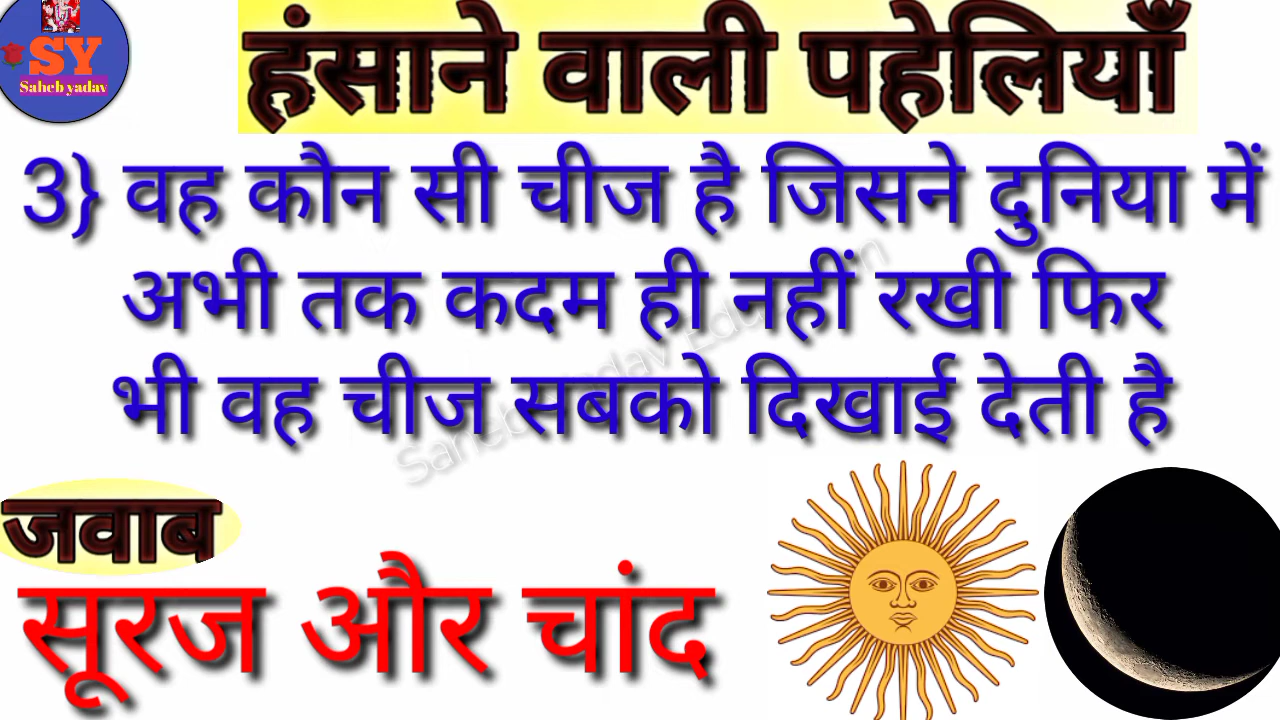 SY
Saheb yadav
हंसाने वाली पहेलियाँ
3} वह कौन सी चीज है जिसने दुनिया में
अभी तक कदम ही नहीं रखी फिर
भी वह चीज सबको दिखाई देती है
जवाब
सूरज और चांद